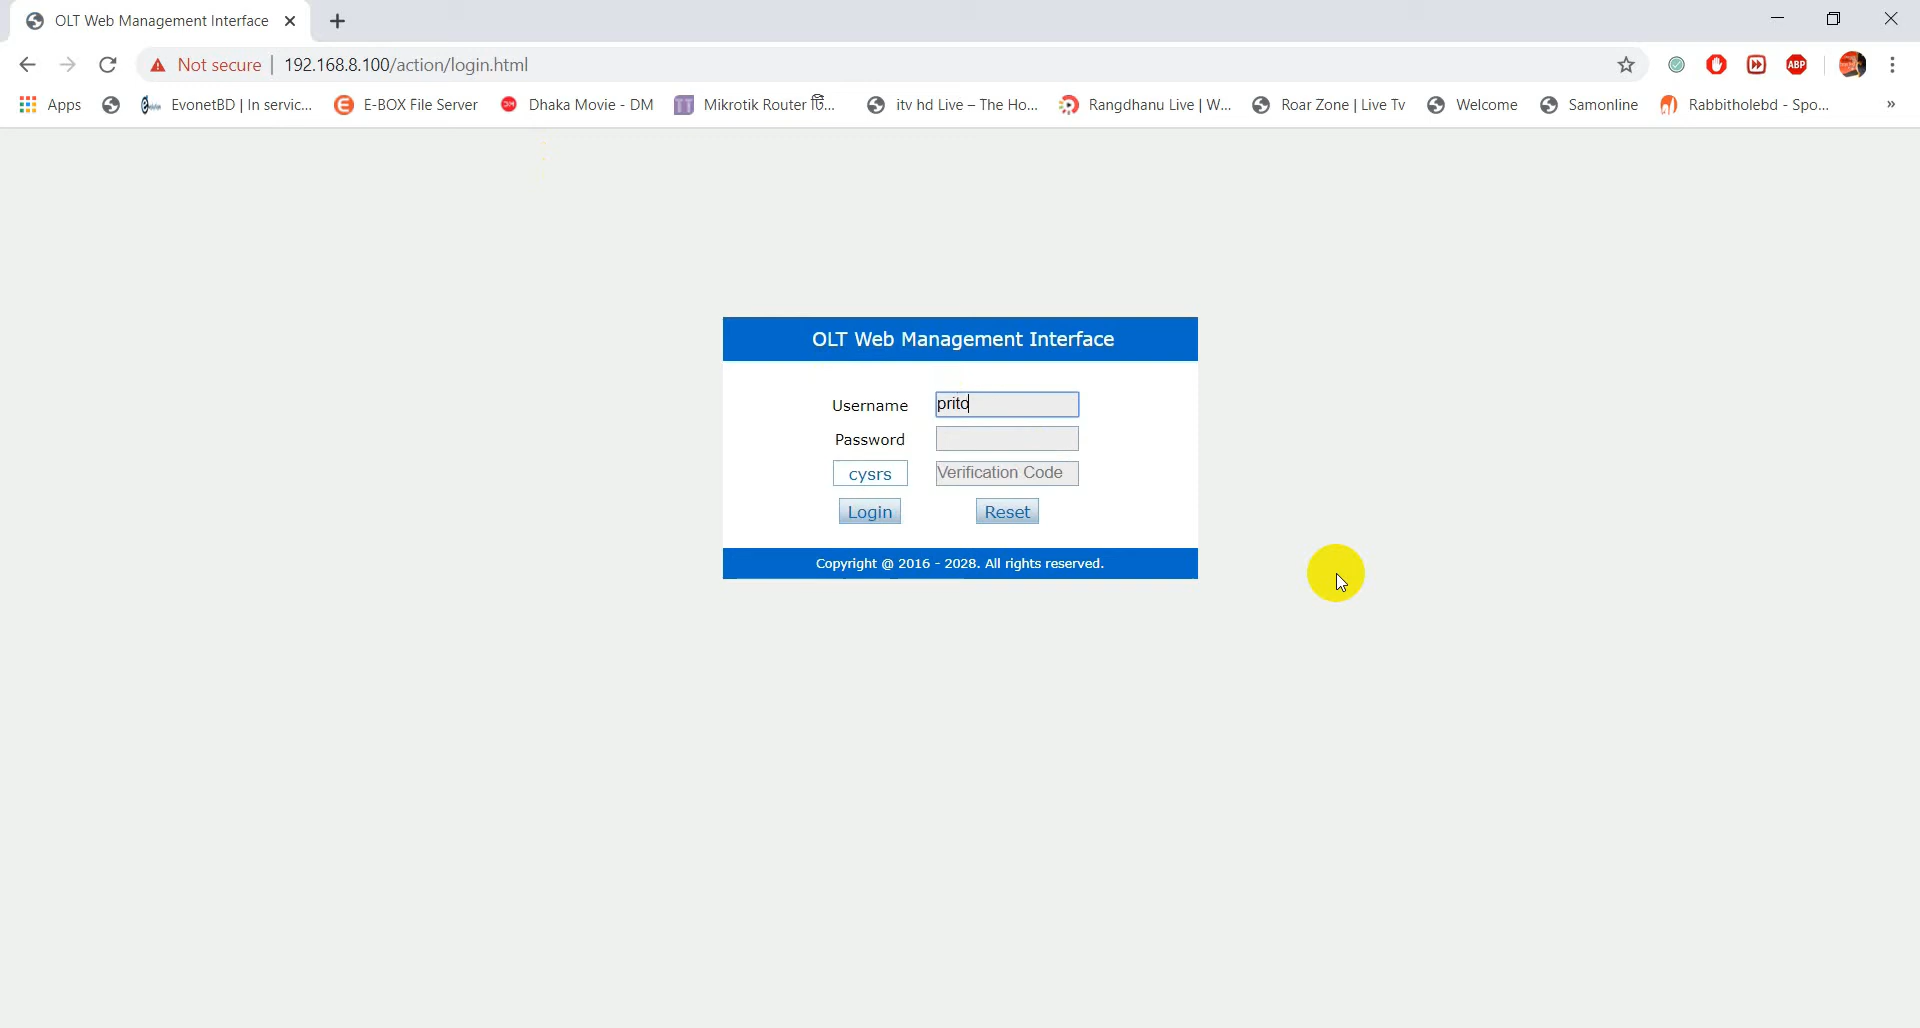 OLT Web Management Interface
Not secure 192.168.8.100/action/login.html
ABP
Apps EvonetBD | In servic... E-BOX File Server Dhaka Movie - DM Mikrotik Router itv hd Live – The Ho... Rangdhanu Live | W... Roar Zone | Live Tv Welcome Samonline Rabbitholebd - Spo... »
OLT Web Management Interface
Username prito
Password
cysrs Verification Code
Login Reset
Copyright @ 2016 - 2028. All rights reserved.